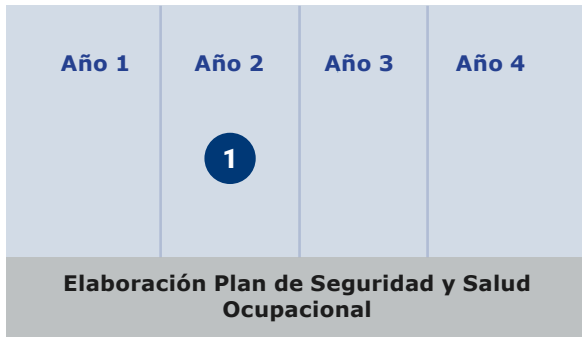 Año 1 Año 2 Año 3 Año 4
1
Elaboración Plan de Seguridad y Salud
Ocupacional